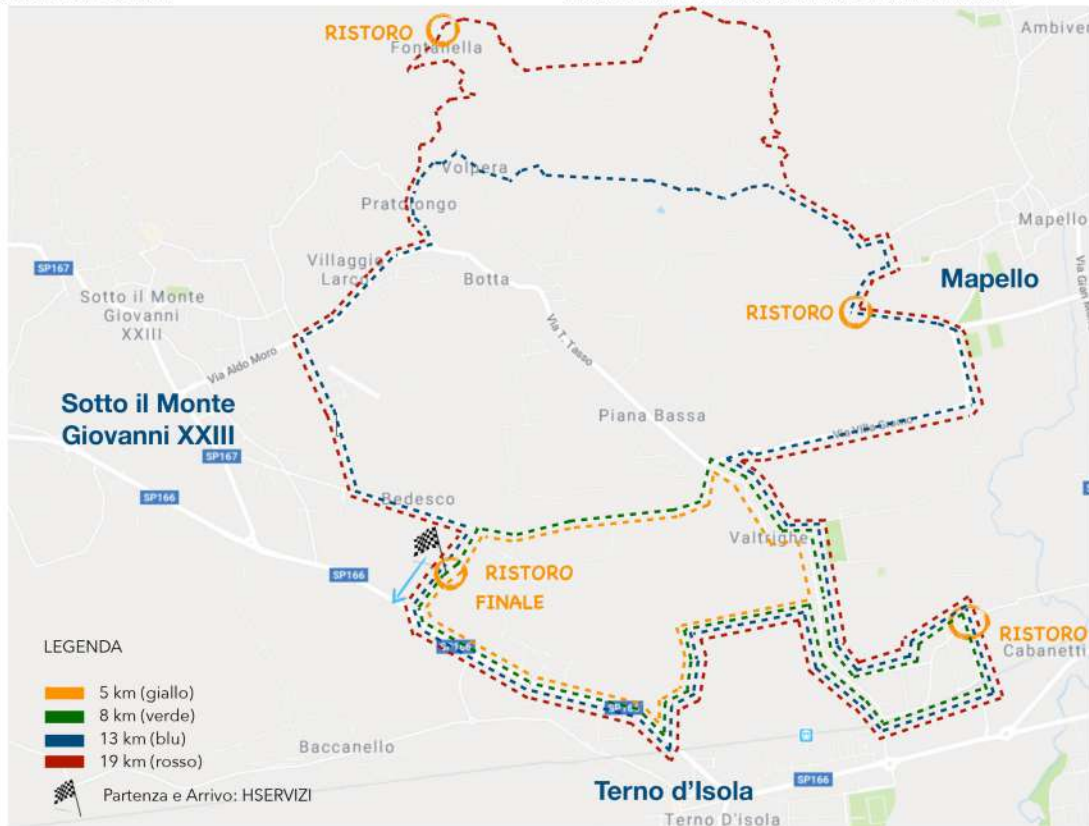 RISTORO
Fontanella
Ambiver
Volpera
Pratolongo
Mapello
Villaggio
Larco
SP167
Botta
Mapello
Sotto il Monte
Giovanni
XXIII
RISTORO
Via T. Tasso
Via Aldo Moro
Sotto il Monte
Giovanni XXIII
Piana Bassa
SP167
SP166
Bedesco
Valtrighe
SP166
RISTORO
FINALE
RISTORO
Cabanetti
LEGENDA
5 km (giallo)
8 km (verde)
13 km (blu)
19 km (rosso)
Baccanello
SP166
Partenza e Arrivo: HSERVIZI
Terno d'Isola
Terno D'isola